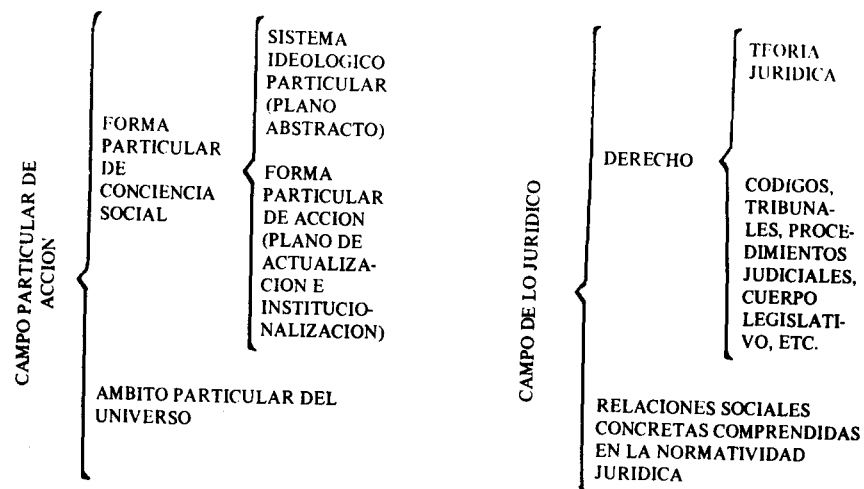 CAMPO PARTICULAR DE
ACCION
FORMA
PARTICULAR
DE
CONCIENCIA
SOCIAL
SISTEMA
IDEOLOGICO
PARTICULAR
(PLANO
ABSTRACTO)
FORMA
PARTICULAR
DE ACCION
(PLANO DE
ACTUALIZA-
CION E
INSTITUCIO-
NALIZACION)
AMBITO PARTICULAR DEL
UNIVERSO
CAMPO DE LO JURIDICO
DERECHO
TEORIA
JURIDICA
CODIGOS,
TRIBUNA-
LES, PROCE-
DIMIENTOS
JUDICIALES,
CUERPO
LEGISLATI-
VO, ETC.
RELACIONES SOCIALES
CONCRETAS COMPRENDIDAS
EN LA NORMATIVIDAD
JURIDICA